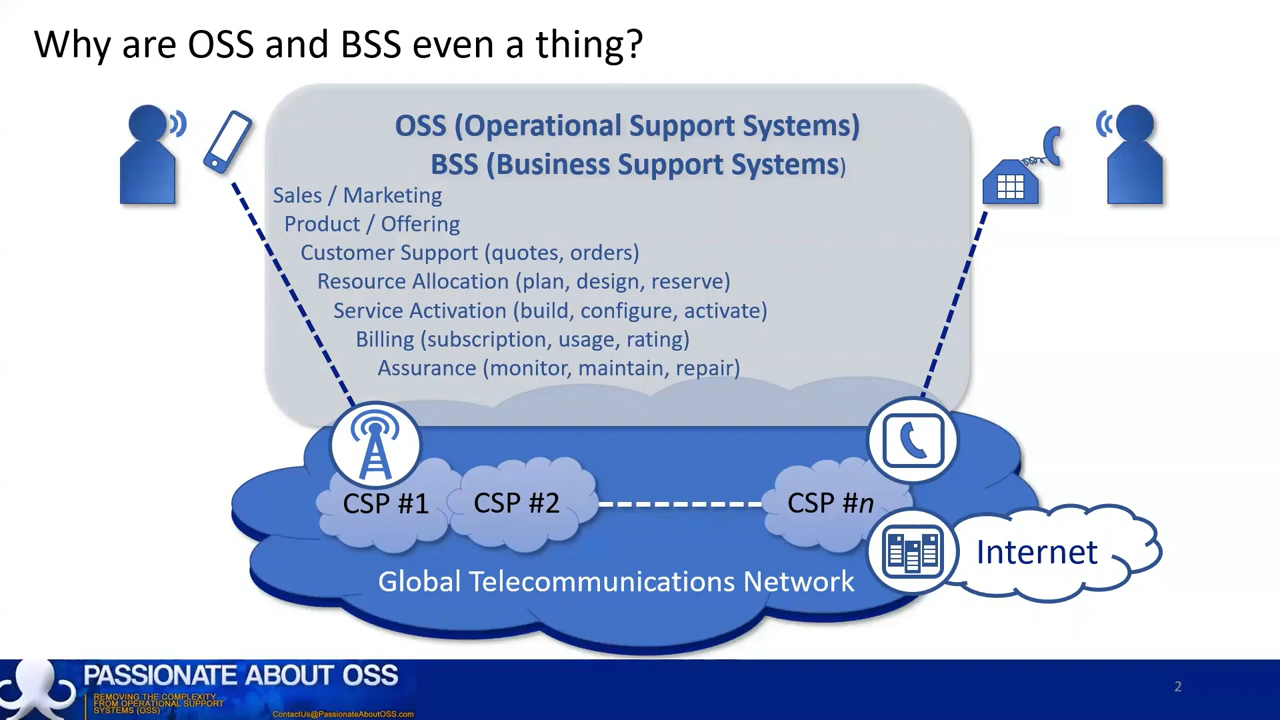 Why are OSS and BSS even a thing?
OSS (Operational Support Systems)
BSS (Business Support Systems)
Sales / Marketing
Product / Offering
Customer Support (quotes, orders)
Resource Allocation (plan, design, reserve)
Service Activation (build, configure, activate)
Billing (subscription, usage, rating)
Assurance (monitor, maintain, repair)
CSP #1
CSP #2
CSP #n
Internet
Global Telecommunications Network
PASSIONATE ABOUT OSS
REMOVING THE COMPLEXITY
FROM OPERATIONAL SUPPORT
SYSTEMS (OSS)
ContactUs@PassionateAboutOSS.com
2